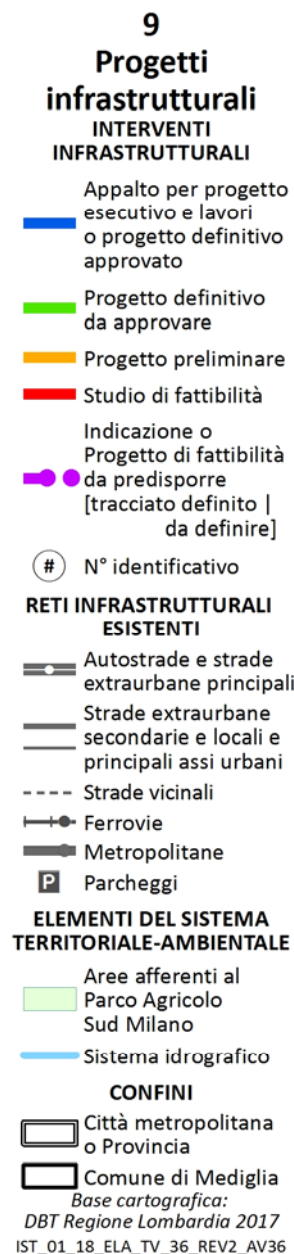 9
Progetti
infrastrutturali
INTERVENTI
INFRASTRUTTURALI
Appalto per progetto
esecutivo e lavori
o progetto definitivo
approvato
Progetto definitivo
da approvare
Progetto preliminare
Studio di fattibilità
Indicazione o
Progetto di fattibilità
da predisporre
[tracciato definito |
da definire]
# N° identificativo
RETI INFRASTRUTTURALI
ESISTENTI
Autostrade e strade
extraurbane principali
Strade extraurbane
secondarie e locali e
principali assi urbani
Strade vicinali
Ferrovie
Metropolitane
P Parcheggi
ELEMENTI DEL SISTEMA
TERRITORIALE-AMBIENTALE
Aree afferenti al
Parco Agricolo
Sud Milano
Sistema idrografico
CONFINI
Città metropolitana
o Provincia
Comune di Mediglia
Base cartografica:
DBT Regione Lombardia 2017
IST_01_18_ELA_TV_36_REV2_AV36